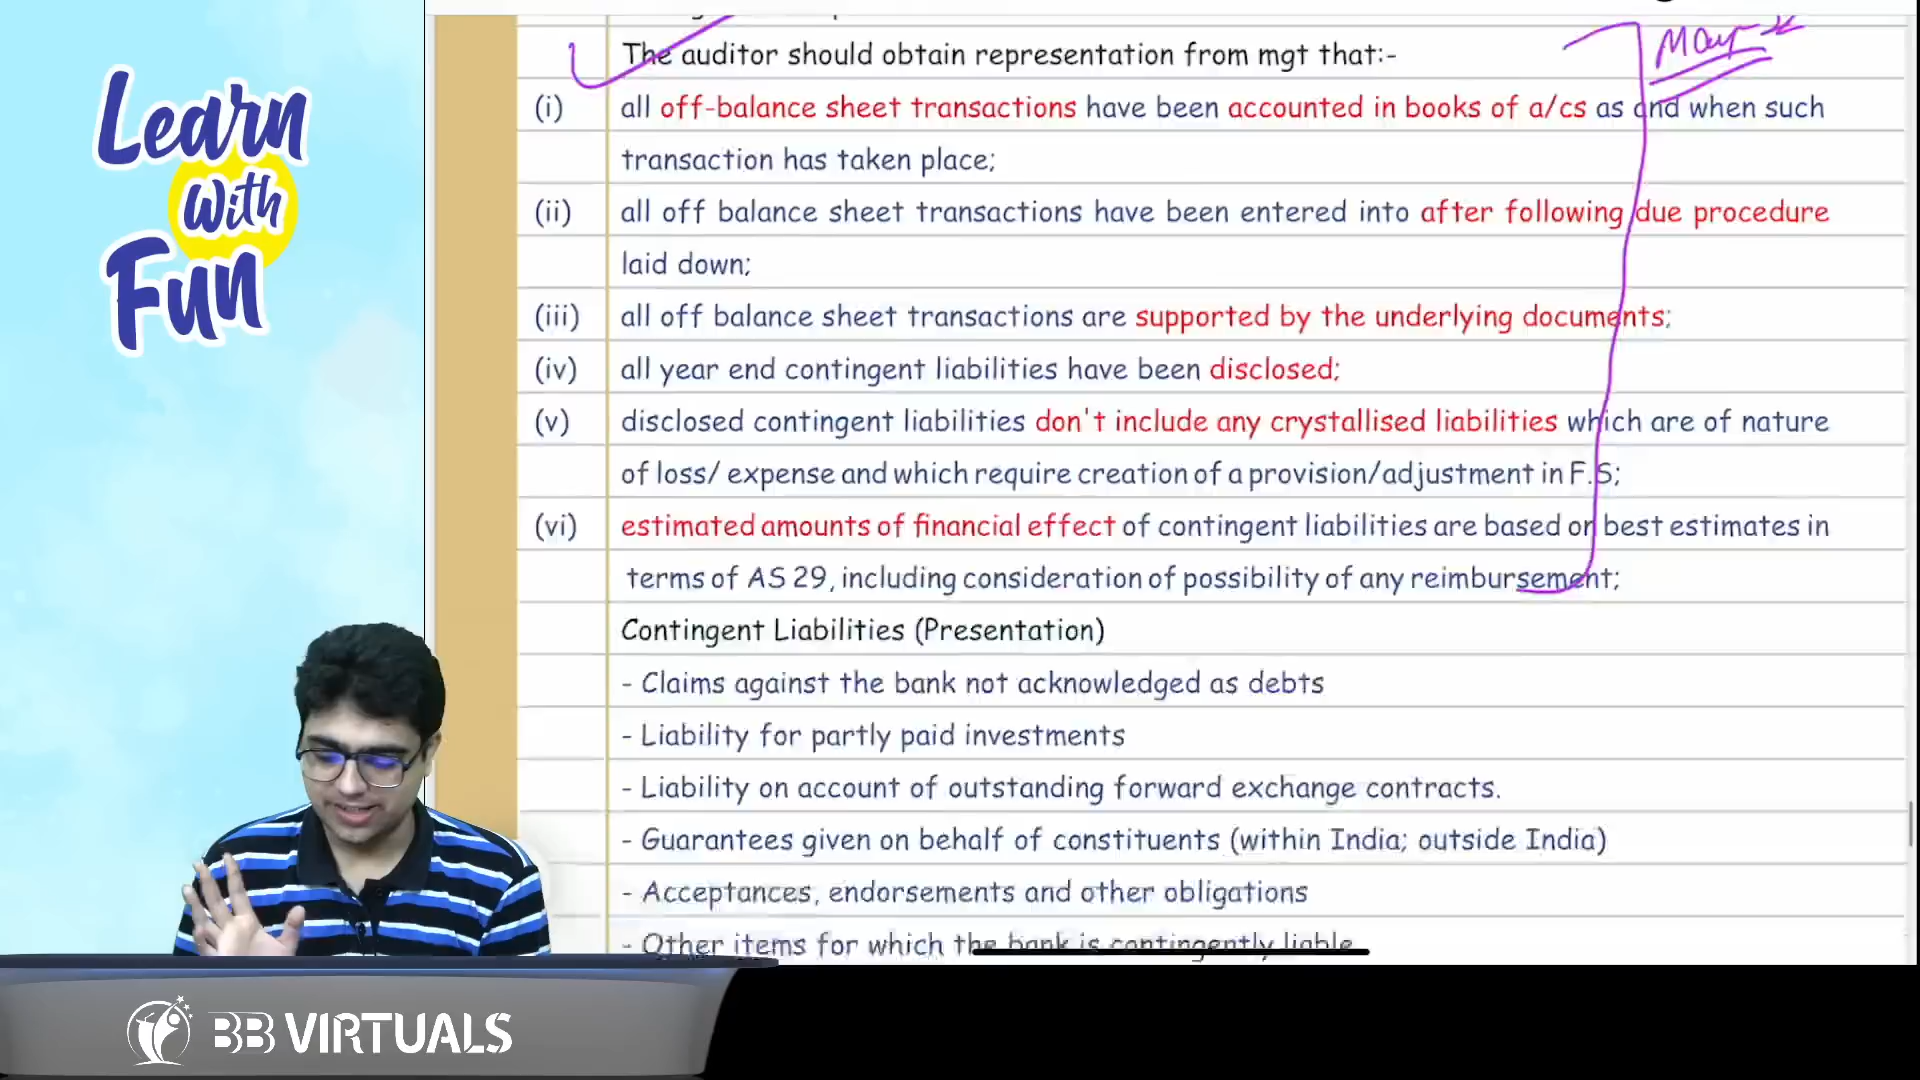 Learn
With
Fun
May
The auditor should obtain representation from mgt that:-
(i) all off-balance sheet transactions have been accounted in books of a/cs as and when such
transaction has taken place;
(ii) all off balance sheet transactions have been entered into after following due procedure
laid down;
(iii) all off balance sheet transactions are supported by the underlying documents;
(iv) all year end contingent liabilities have been disclosed;
(v) disclosed contingent liabilities don't include any crystallised liabilities which are of nature
of loss/ expense and which require creation of a provision/adjustment in F.S;
(vi) estimated amounts of financial effect of contingent liabilities are based on best estimates in
terms of AS 29, including consideration of possibility of any reimbursement;
Contingent Liabilities (Presentation)
- Claims against the bank not acknowledged as debts
- Liability for partly paid investments
- Liability on account of outstanding forward exchange contracts.
- Guarantees given on behalf of constituents (within India; outside India)
- Acceptances, endorsements and other obligations
- Other items for which the bank is contingently liable
BB VIRTUALS